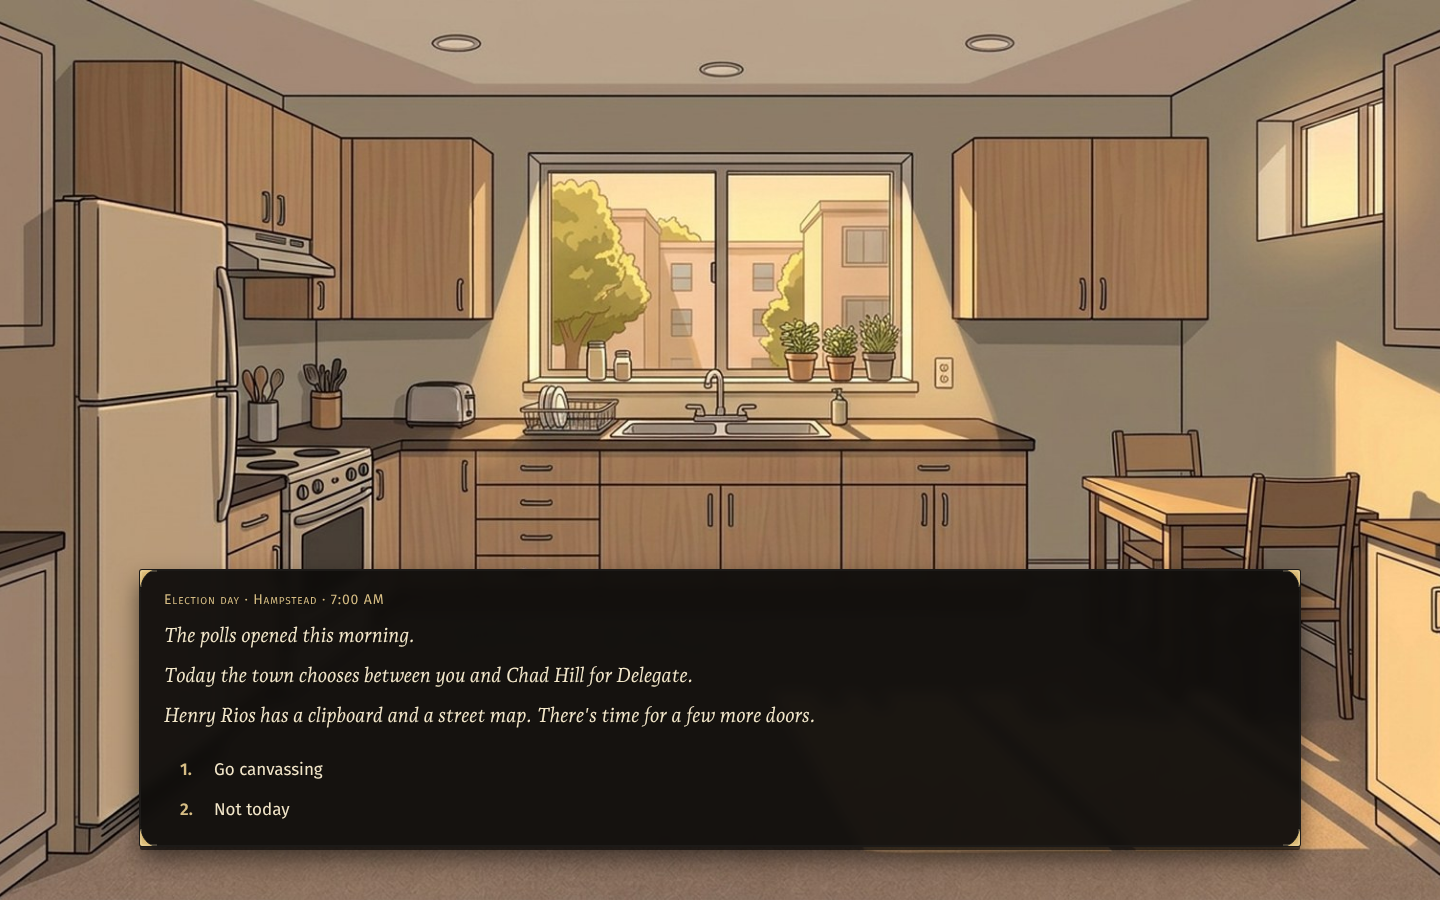 Election day · Hampstead · 7:00 AM
The polls opened this morning.
Today the town chooses between you and Chad Hill for Delegate.
Henry Rios has a clipboard and a street map. There's time for a few more doors.
1. Go canvassing
2. Not today